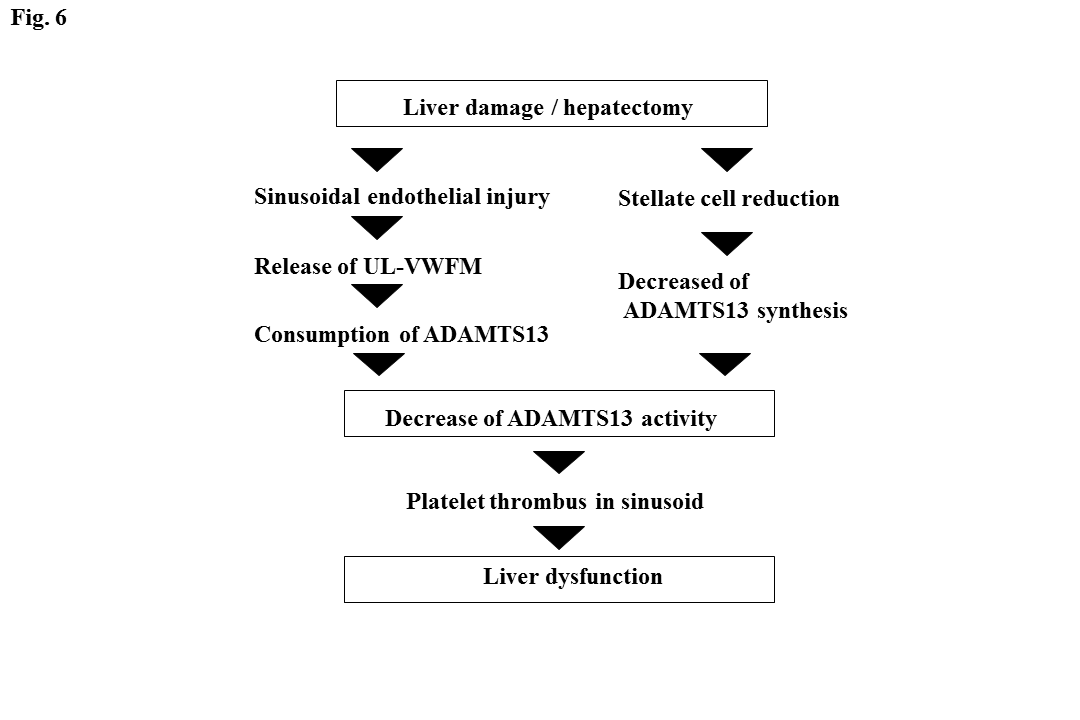 Fig. 6
Liver damage / hepatectomy
Sinusoidal endothelial injury
Stellate cell reduction
Release of UL-VWFM
Decreased of
ADAMTS13 synthesis
Consumption of ADAMTS13
Decrease of ADAMTS13 activity
Platelet thrombus in sinusoid
Liver dysfunction